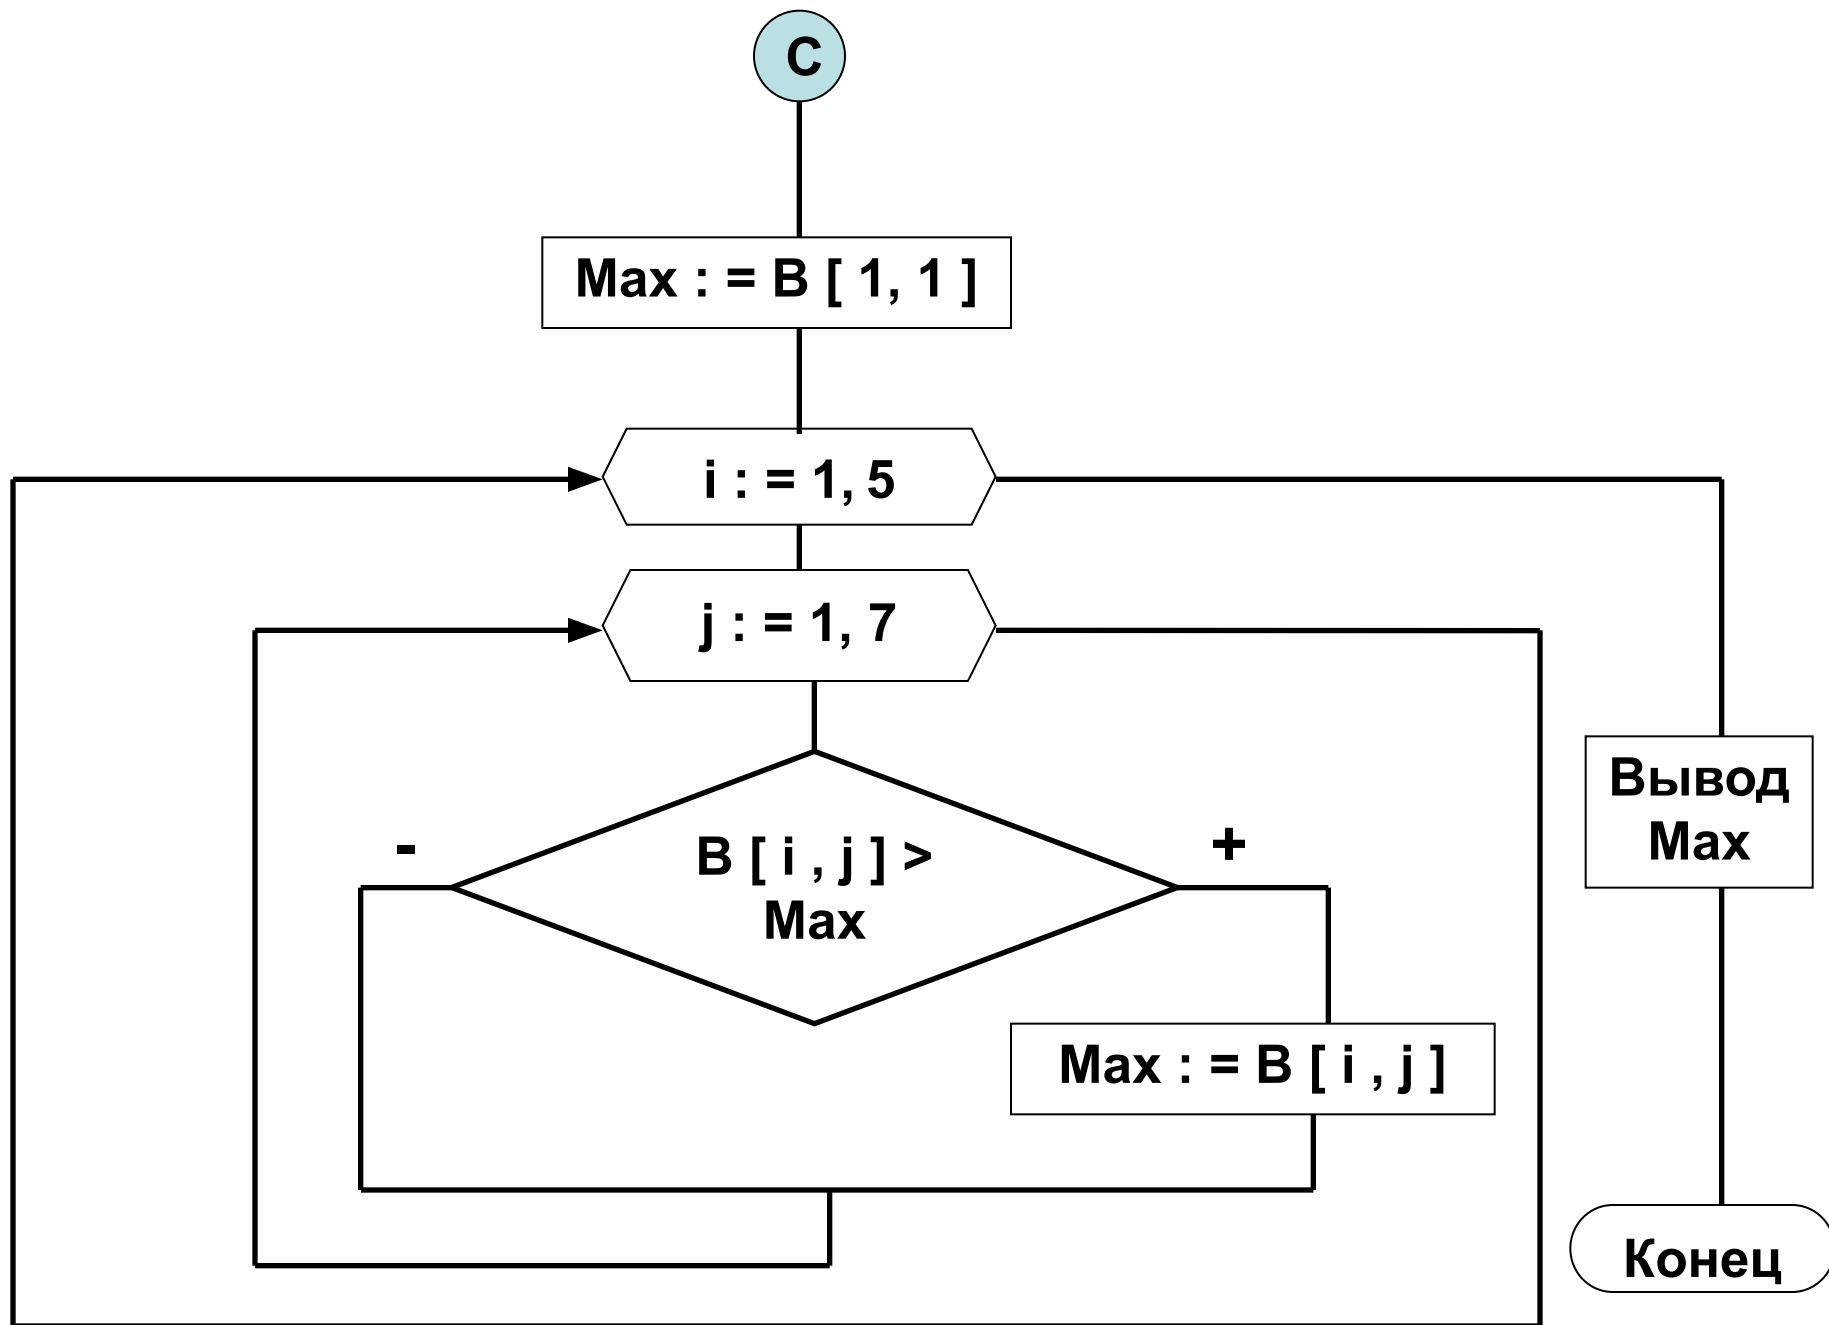 С
Max : = B [ 1, 1 ]
i : = 1, 5
j : = 1, 7
B [ i , j ] >
Max
-
+
Max : = B [ i , j ]
Вывод
Max
Конец